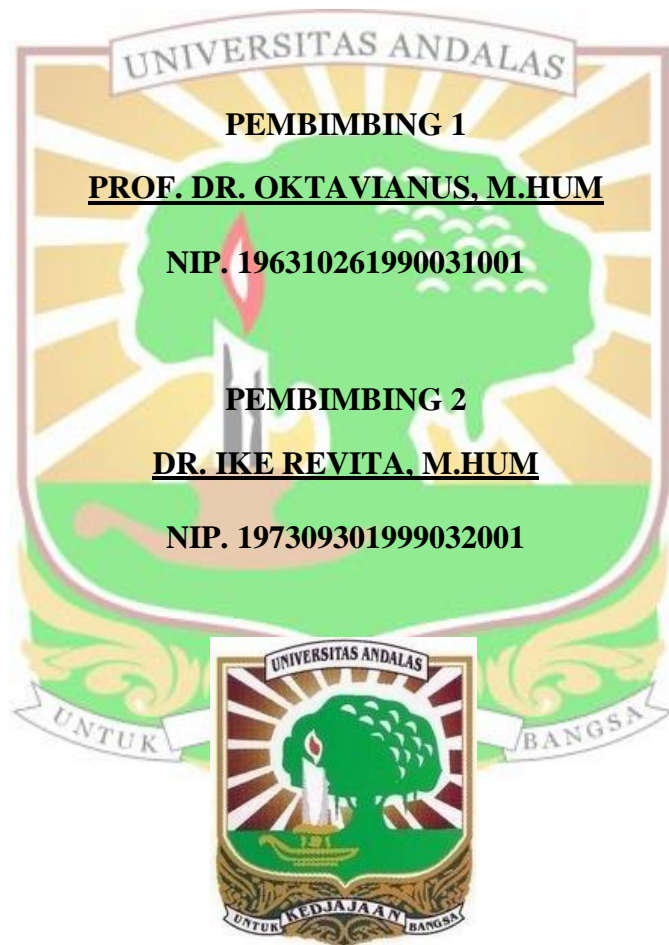 UNIVERSITAS ANDALAS
PEMBIMBING 1
PROF. DR. OKTAVIANUS, M.HUM
NIP. 196310261990031001
PEMBIMBING 2
DR. IKE REVITA, M.HUM
NIP. 197309301999032001
UNTUK BANGSA
UNIVERSITAS ANDALAS
UNTUK KEDJAJAAN BANGSA